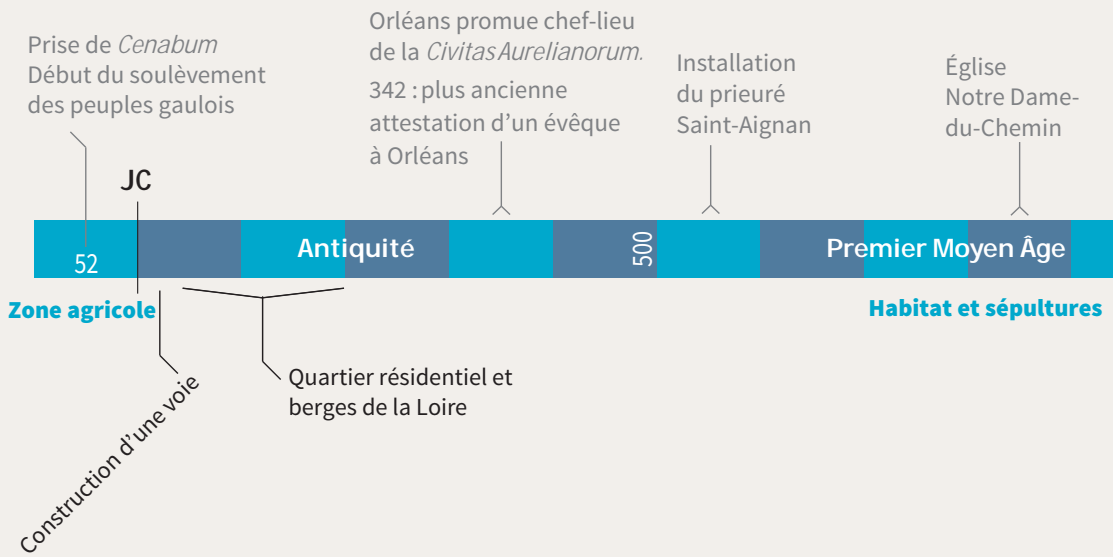 Prise de Cenabum
Début du soulèvement
des peuples gaulois
JC
Orléans promue chef-lieu
de la Civitas Aurelianorum.
342 : plus ancienne
attestation d'un évêque
à Orléans
Installation
du prieuré
Saint-Aignan
Église
Notre Dame-
du-Chemin
52
Antiquité
500
Premier Moyen Âge
Zone agricole
Habitat et sépultures
Construction d'une voie
Quartier résidentiel et
berges de la Loire